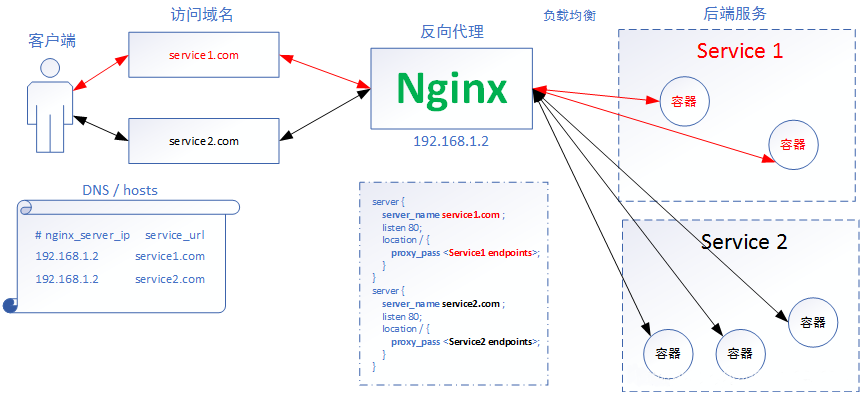 访问域名
负载均衡
后端服务
客户端
反向代理
service1.com
Service 1
Nginx
容器
service2.com
192.168.1.2
容器
DNS / hosts
# nginx_server_ip service_url
192.168.1.2 service1.com
192.168.1.2 service2.com
server {
server_name service1.com ;
listen 80;
location / {
proxy_pass <Service1 endpoints>;
}
}
server {
server_name service2.com ;
listen 80;
location / {
proxy_pass <Service2 endpoints>;
}
}
Service 2
容器
容器
容器